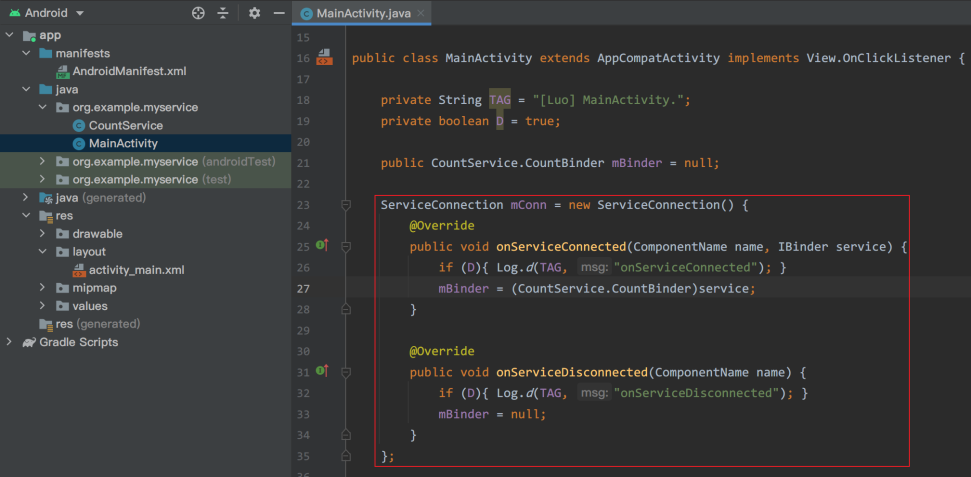 Android
app
manifests
AndroidManifest.xml
java
org.example.myservice
CountService
MainActivity
org.example.myservice (androidTest)
org.example.myservice (test)
java (generated)
res
drawable
layout
activity_main.xml
mipmap
values
res (generated)
Gradle Scripts
MainActivity.java
15
16 public class MainActivity extends AppCompatActivity implements View.OnClickListener {
17
18 private String TAG = "[Luo] MainActivity.";
19 private boolean D = true;
20
21 public CountService.CountBinder mBinder = null;
22
23 ServiceConnection mConn = new ServiceConnection() {
24 @Override
25 public void onServiceConnected(ComponentName name, IBinder service) {
26 if (D){ Log.d(TAG, msg: "onServiceConnected"); }
27 mBinder = (CountService.CountBinder)service;
28 }
29
30 @Override
31 public void onServiceDisconnected(ComponentName name) {
32 if (D){ Log.d(TAG, msg: "onServiceDisconnected"); }
33 mBinder = null;
34 }
35 };